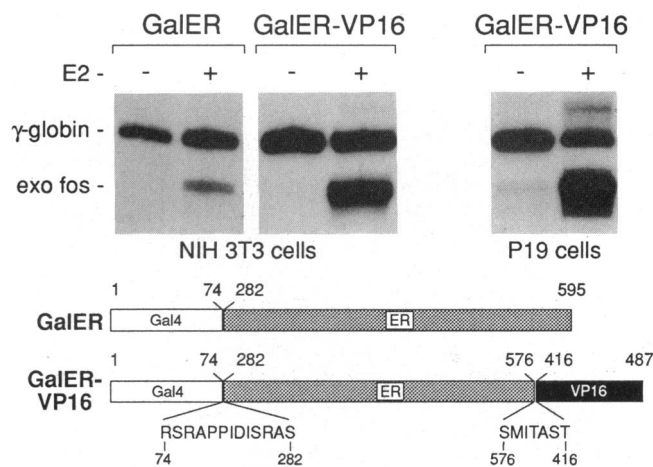 GalER GalER-VP16 GalER-VP16
E2 - - + - + - +
γ-globin -
exo fos -
NIH 3T3 cells P19 cells
1 74 282 595
GalER Gal4 ER
1 74 282 576 416 487
GalER-VP16 Gal4 ER VP16
RSRAPPIDISRAS SMITAST
74 282 576 416